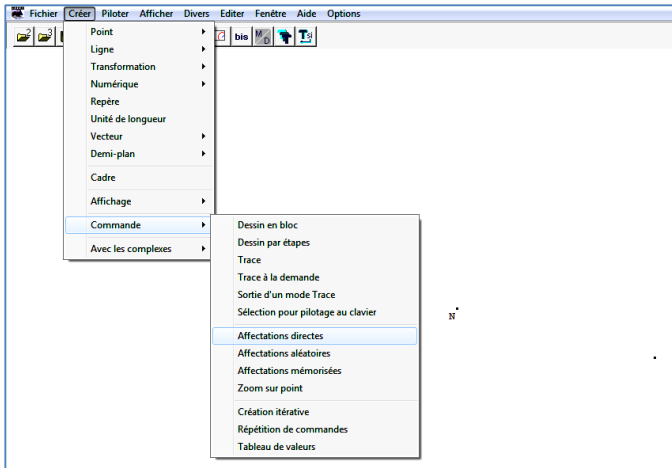 Fichier Créer Piloter Afficher Divers Editer Fenêtre Aide Options
2 3 bis M D Tsi
Point
Ligne
Transformation
Numérique
Repère
Unité de longueur
Vecteur
Demi-plan
Cadre
Affichage
Commande
Avec les complexes
Dessin en bloc
Dessin par étapes
Trace
Trace à la demande
Sortie d'un mode Trace
Sélection pour pilotage au clavier
Affectations directes
Affectations aléatoires
Affectations mémorisées
Zoom sur point
Création itérative
Répétition de commandes
Tableau de valeurs
N